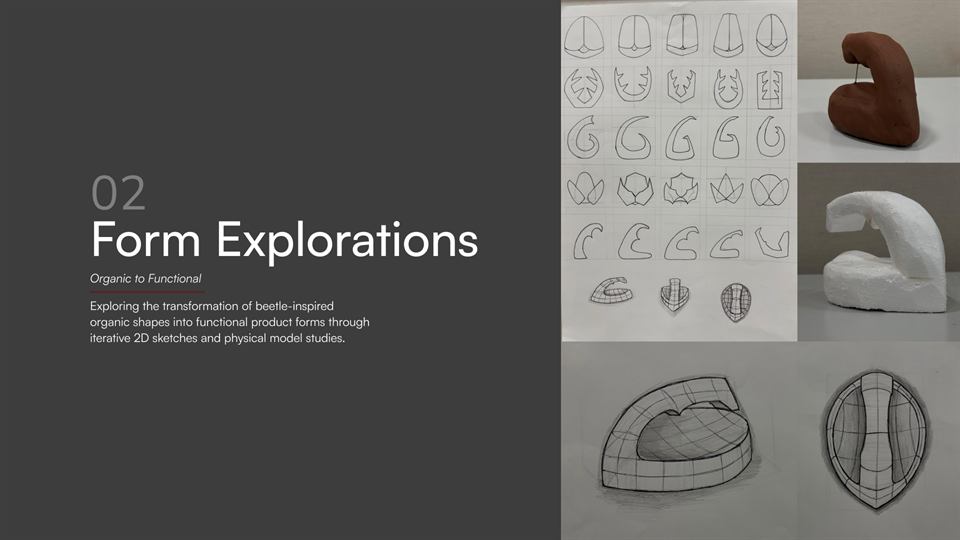 02
Form Explorations
Organic to Functional
Exploring the transformation of beetle-inspired
organic shapes into functional product forms through
iterative 2D sketches and physical model studies.